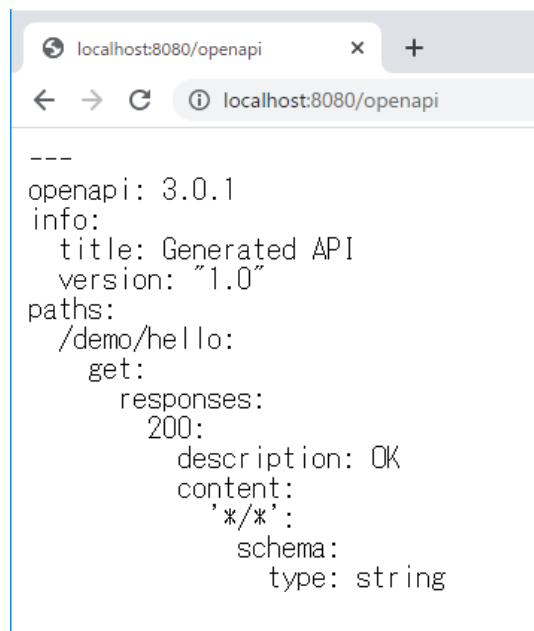 localhost:8080/openapi
localhost:8080/openapi
---
openapi: 3.0.1
info:
  title: Generated API
  version: "1.0"
paths:
  /demo/hello:
    get:
      responses:
        200:
          description: OK
          content:
            '*/*':
              schema:
                type: string